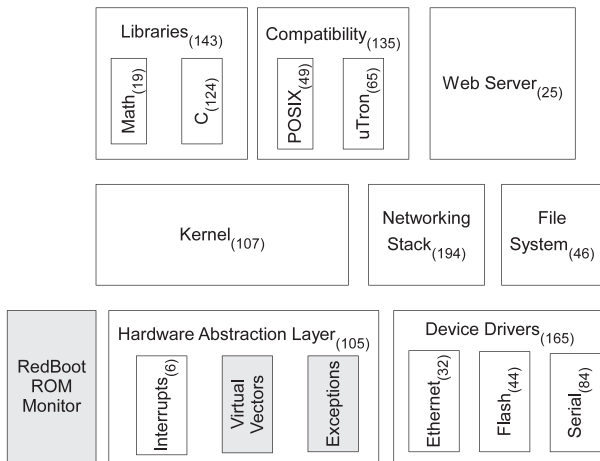 Libraries(143)
Math(19)
C(124)
Compatibility(135)
POSIX(49)
uTron(65)
Web Server(25)
Kernel(107)
Networking
Stack(194)
File
System(46)
RedBoot
ROM
Monitor
Hardware Abstraction Layer(105)
Interrupts(6)
Virtual
Vectors
Exceptions
Device Drivers(165)
Ethernet(32)
Flash(44)
Serial(84)